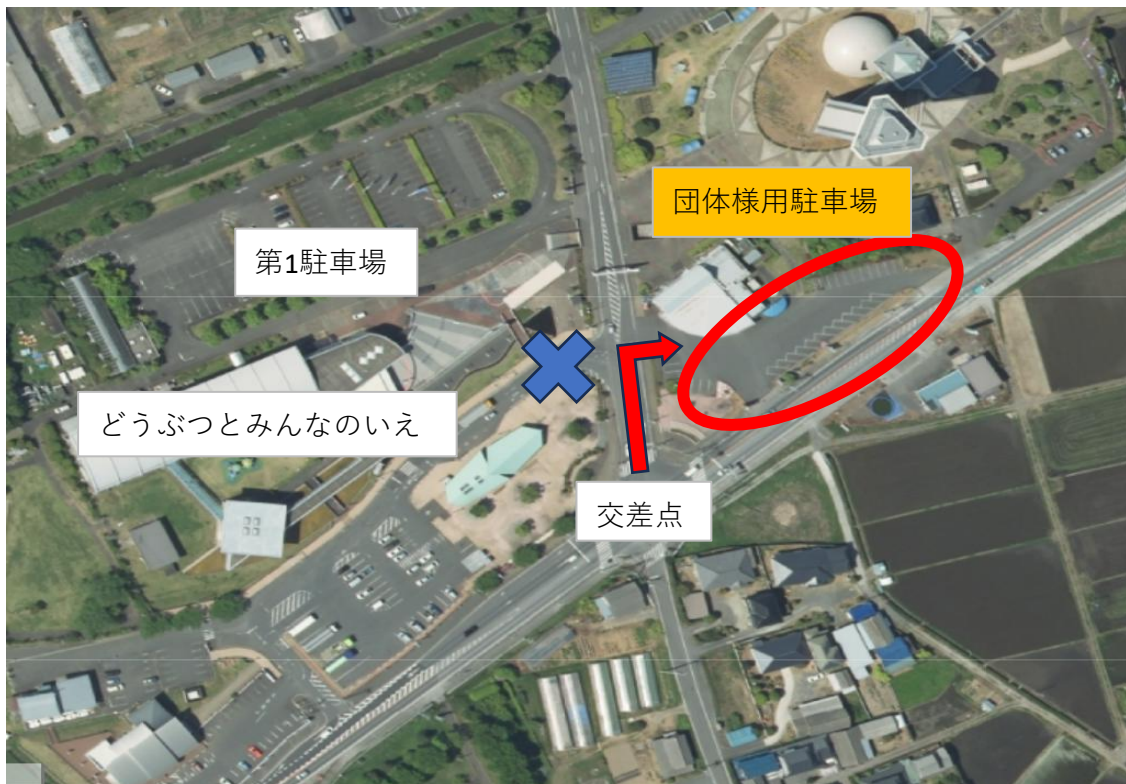 団体様用駐車場
第1駐車場
どうぶつとみんなのいえ
交差点